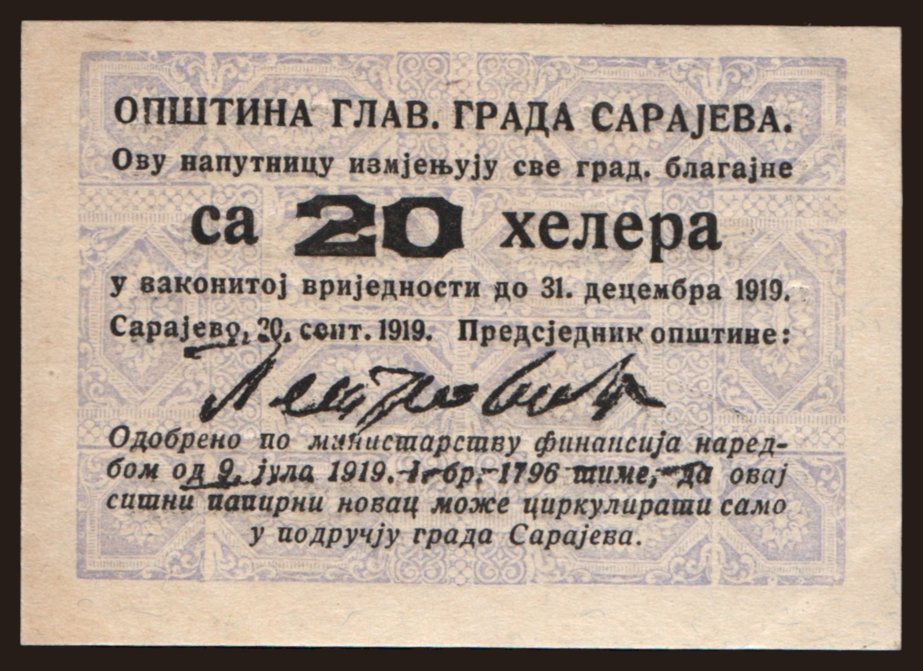 ОПШТИНА ГЛАВ. ГРАДА САРАЈЕВА.
Ову напутницу измјењују све град. благајне
са 20 хелера
у законитој вриједности до 31. децембра 1919.
Сарајево, 20. септ. 1919. Предсједник општине:
Одобрено по министарству финансија наред-
бом од 9. јула 1919. I. бр. 1796 тиме, да овај
ситни папирни новац може циркулирати само
у подручју града Сарајева.